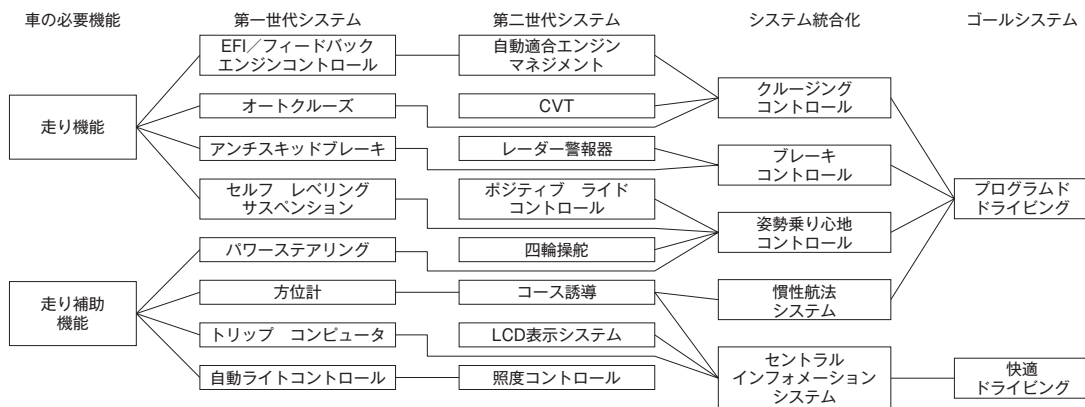 車の必要機能
第一世代システム
第二世代システム
システム統合化
ゴールシステム
走り機能
走り補助
機能
EFI／フィードバック
エンジンコントロール
オートクルーズ
アンチスキッドブレーキ
セルフ　レベリング
サスペンション
パワーステアリング
方位計
トリップ　コンピュータ
自動ライトコントロール
自動適合エンジン
マネジメント
CVT
レーダー警報器
ポジティブ　ライド
コントロール
四輪操舵
コース誘導
LCD表示システム
照度コントロール
クルージング
コントロール
ブレーキ
コントロール
姿勢乗り心地
コントロール
慣性航法
システム
セントラル
インフォメーション
システム
プログラムド
ドライビング
快適
ドライビング